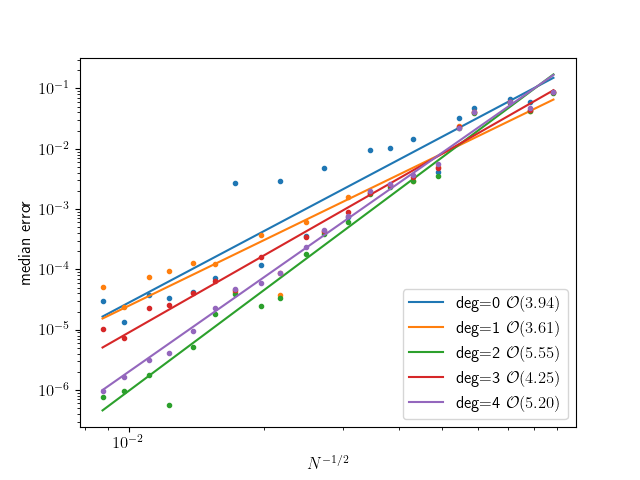 10⁻¹
10⁻²
10⁻³
10⁻⁴
10⁻⁵
10⁻⁶
median error
deg=0 𝒪(3.94)
deg=1 𝒪(3.61)
deg=2 𝒪(5.55)
deg=3 𝒪(4.25)
deg=4 𝒪(5.20)
10⁻²
N⁻¹/²